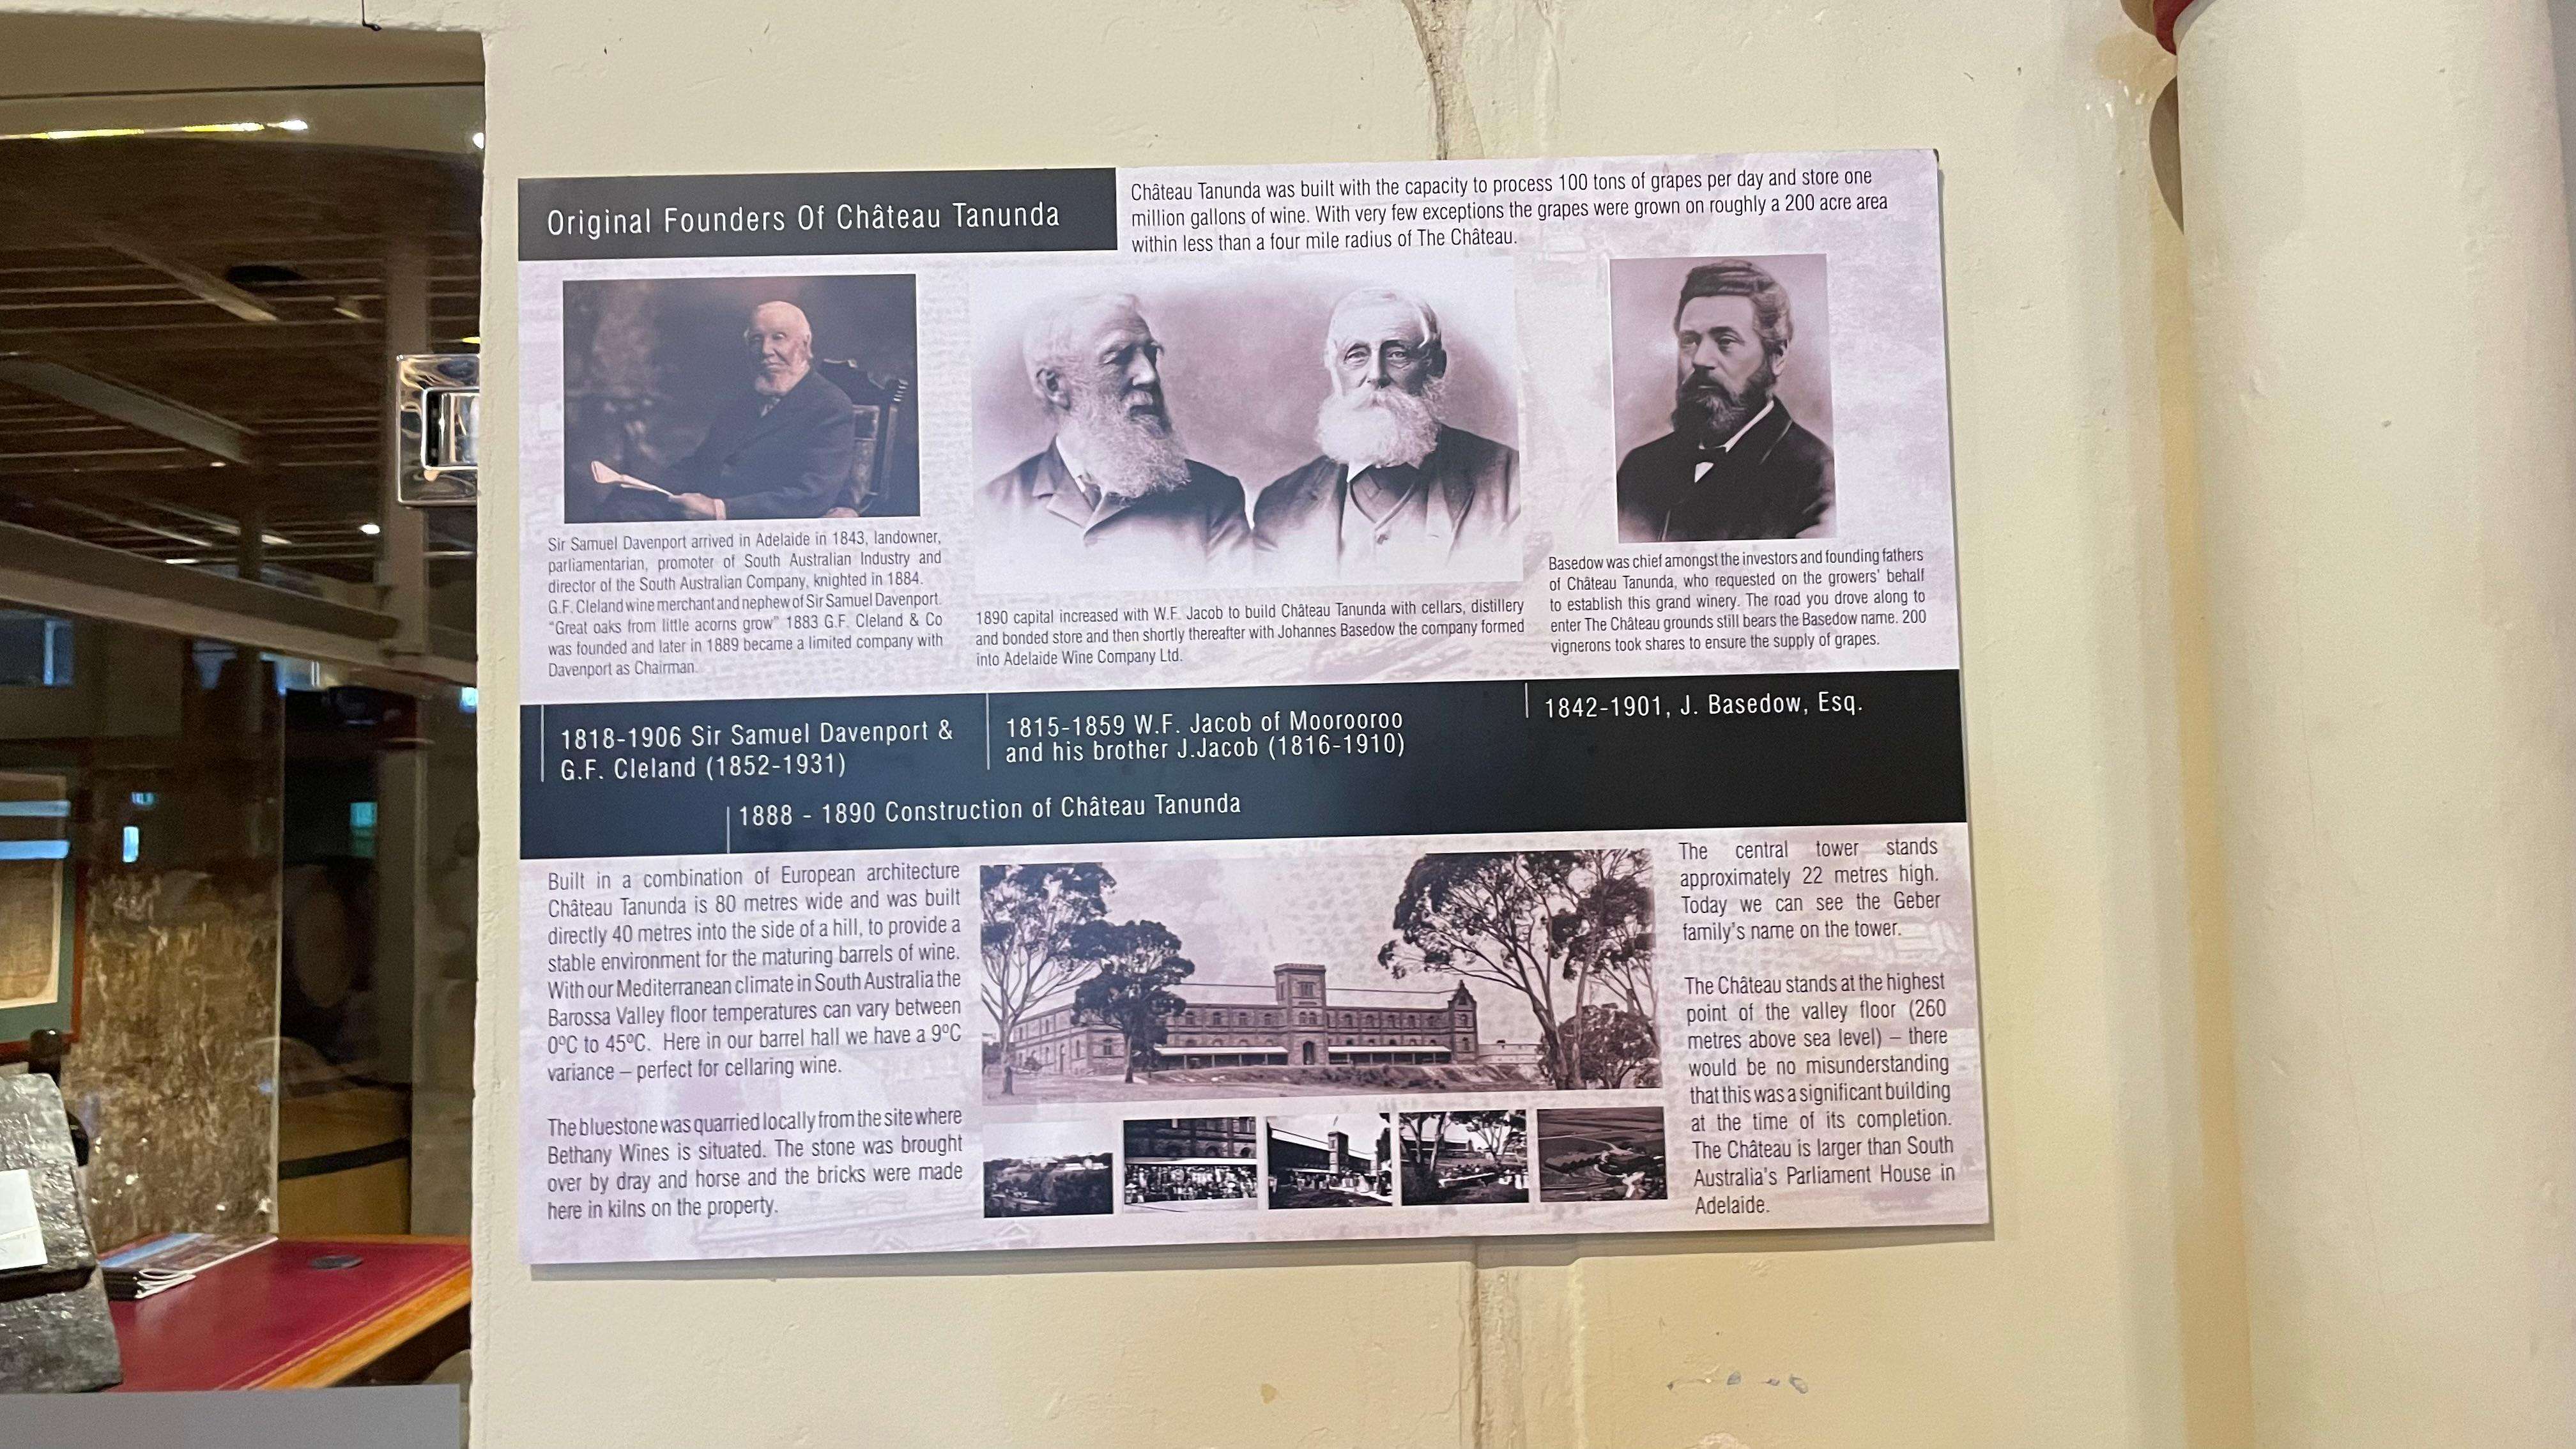 Original Founders Of Château Tanunda
Château Tanunda was built with the capacity to process 100 tons of grapes per day and store one
million gallons of wine. With very few exceptions the grapes were grown on roughly a 200 acre area
within less than a four mile radius of The Château.
Sir Samuel Davenport arrived in Adelaide in 1843, landowner,
parliamentarian, promoter of South Australian Industry and
director of the South Australian Company, knighted in 1884.
G.F. Cleland wine merchant and nephew of Sir Samuel Davenport.
“Great oaks from little acorns grow” 1883 G.F. Cleland & Co
was founded and later in 1889 became a limited company with
Davenport as Chairman.
1890 capital increased with W.F. Jacob to build Château Tanunda with cellars, distillery
and bonded store and then shortly thereafter with Johannes Basedow the company formed
into Adelaide Wine Company Ltd.
Basedow was chief amongst the investors and founding fathers
of Château Tanunda, who requested on the growers’ behalf
to establish this grand winery. The road you drove along to
enter The Château grounds still bears the Basedow name. 200
vignerons took shares to ensure the supply of grapes.
1818-1906 Sir Samuel Davenport &
G.F. Cleland (1852-1931)
1815-1859 W.F. Jacob of Moorooroo
and his brother J.Jacob (1816-1910)
1842-1901, J. Basedow, Esq.
1888 - 1890 Construction of Château Tanunda
Built in a combination of European architecture
Château Tanunda is 80 metres wide and was built
directly 40 metres into the side of a hill, to provide a
stable environment for the maturing barrels of wine.
With our Mediterranean climate in South Australia the
Barossa Valley floor temperatures can vary between
0ºC to 45ºC. Here in our barrel hall we have a 9ºC
variance – perfect for cellaring wine.
The bluestone was quarried locally from the site where
Bethany Wines is situated. The stone was brought
over by dray and horse and the bricks were made
here in kilns on the property.
The central tower stands
approximately 22 metres high.
Today we can see the Geber
family’s name on the tower.
The Château stands at the highest
point of the valley floor (260
metres above sea level) – there
would be no misunderstanding
that this was a significant building
at the time of its completion.
The Château is larger than South
Australia’s Parliament House in
Adelaide.